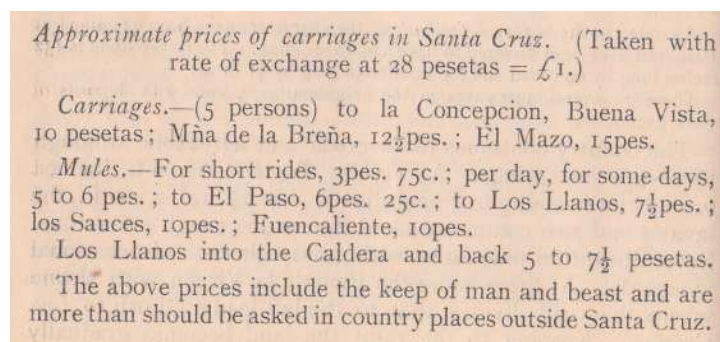 Approximate prices of carriages in Santa Cruz. (Taken with
rate of exchange at 28 pesetas = £1.)
Carriages.—(5 persons) to la Concepcion, Buena Vista,
10 pesetas; Mña de la Breña, 12½pes.; El Mazo, 15pes.
Mules.—For short rides, 3pes. 75c.; per day, for some days,
5 to 6 pes.; to El Paso, 6pes. 25c.; to Los Llanos, 7½pes.;
los Sauces, 10pes.; Fuencaliente, 10pes.
Los Llanos into the Caldera and back 5 to 7½ pesetas.
The above prices include the keep of man and beast and are
more than should be asked in country places outside Santa Cruz.